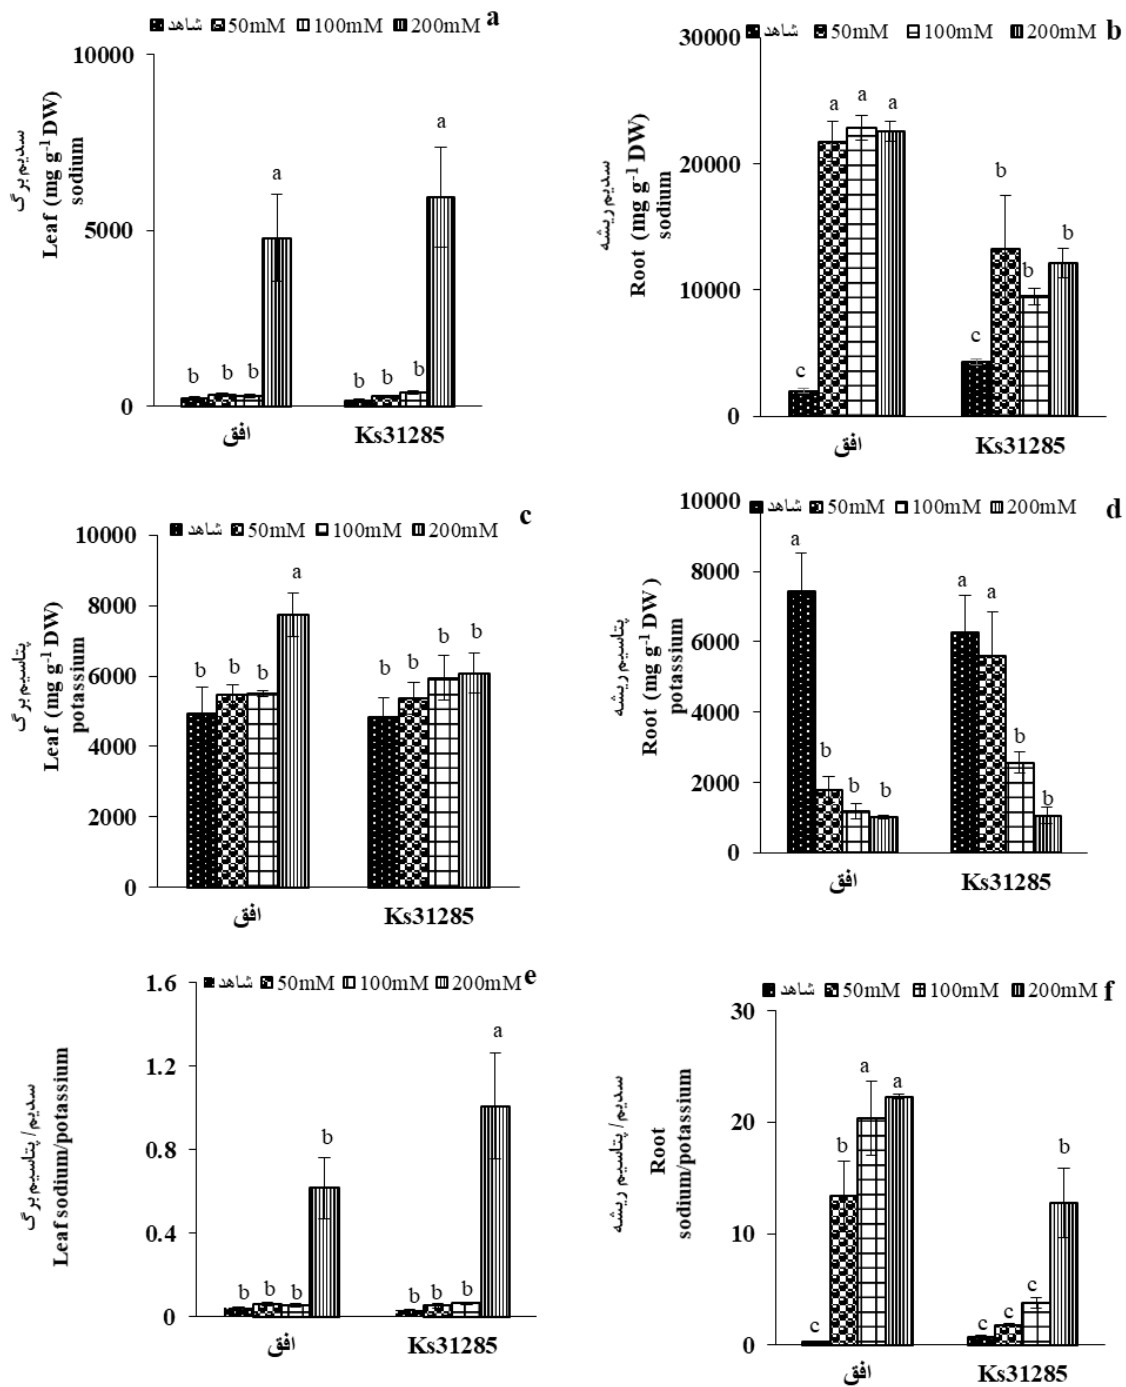 شاهد 50mM 100mM 200mM a
10000
5000
0
سدیم برگ
Leaf (mg g-1 DW)
sodium
a
a
b b b
b b b
افق Ks31285
شاهد 50mM 100mM 200mM b
30000
20000
10000
0
سدیم ریشه
Root (mg g-1 DW)
sodium
a a a
b
b
b
c
c
افق Ks31285
شاهد 50mM 100mM 200mM c
10000
8000
6000
4000
2000
0
پتاسیم برگ
Leaf (mg g-1 DW)
potassium
a
b b b
b b b b
افق Ks31285
شاهد 50mM 100mM 200mM d
10000
8000
6000
4000
2000
0
پتاسیم ریشه
Root (mg g-1 DW)
potassium
a
b b b
a a
b b
افق Ks31285
شاهد 50mM 100mM 200mM e
1.6
1.2
0.8
0.4
0
سدیم/پتاسیم برگ
Leaf sodium/potassium
b
b b b
a
b b b
افق Ks31285
شاهد 50mM 100mM 200mM f
30
20
10
0
سدیم/پتاسیم ریشه
Root
sodium/potassium
a a
b
c
b
c c c
افق Ks31285